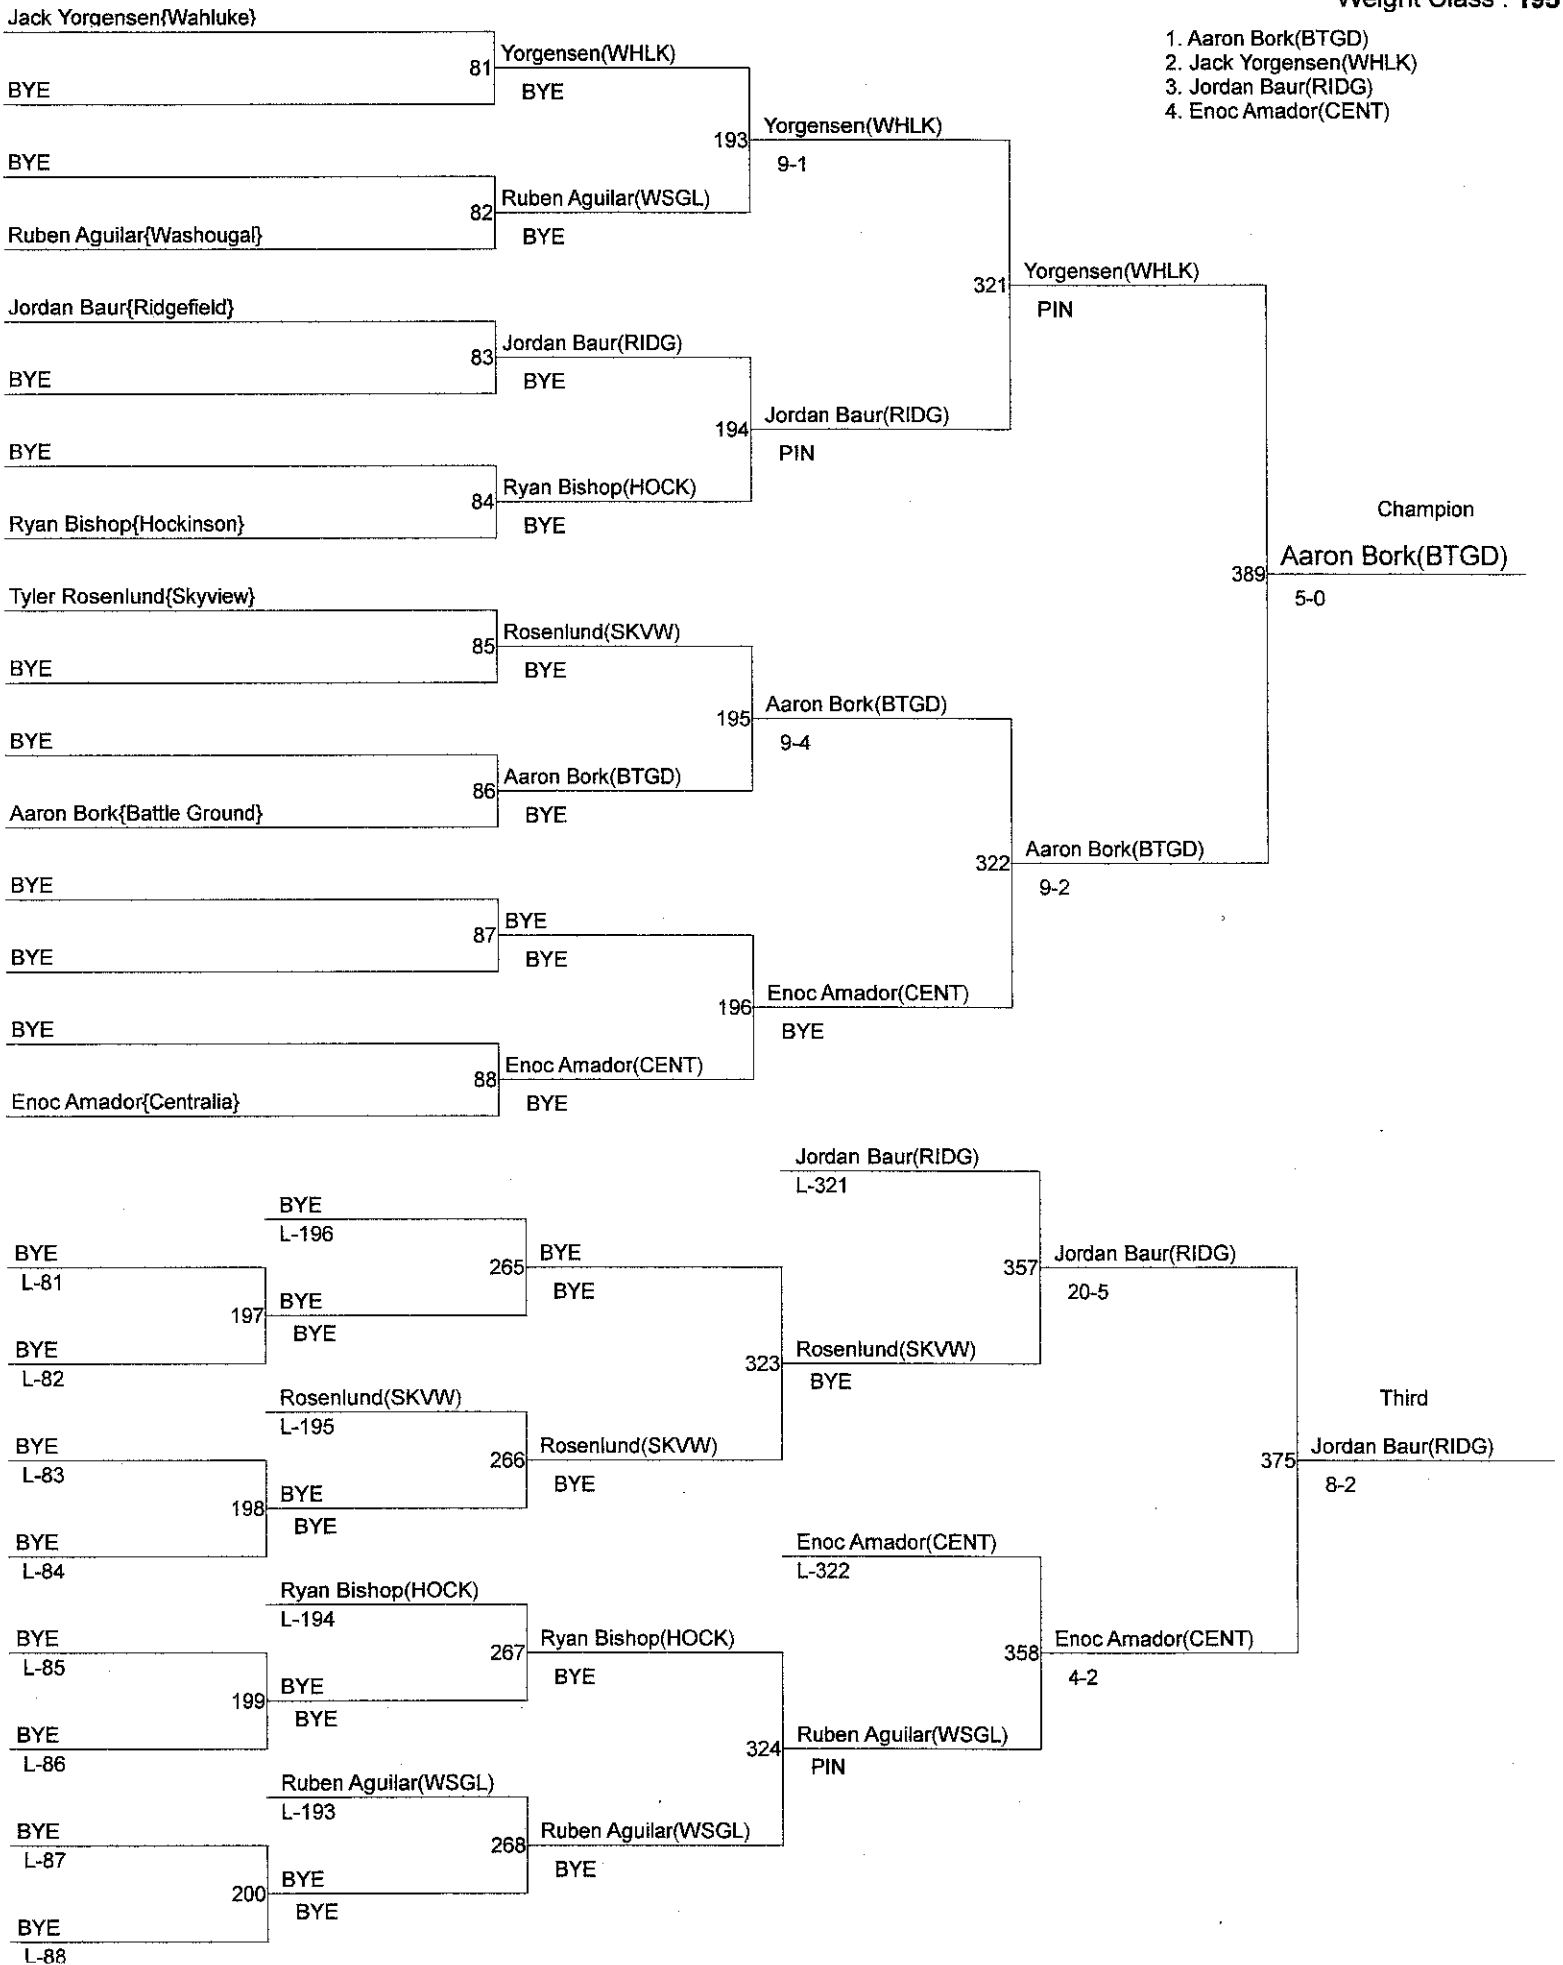 Weight Class : 195
1. Aaron Bork(BTGD)
2. Jack Yorgensen(WHLK)
3. Jordan Baur(RIDG)
4. Enoc Amador(CENT)
Jack Yorgensen{Wahluke}
81 Yorgensen(WHLK)
BYE
BYE
193 Yorgensen(WHLK)
9-1
BYE
82 Ruben Aguilar(WSGL)
BYE
Ruben Aguilar{Washougal}
321 Yorgensen(WHLK)
PIN
Jordan Baur{Ridgefield}
83 Jordan Baur(RIDG)
BYE
BYE
194 Jordan Baur(RIDG)
PIN
BYE
84 Ryan Bishop(HOCK)
BYE
Ryan Bishop{Hockinson}
Champion
389 Aaron Bork(BTGD)
5-0
Tyler Rosenlund{Skyview}
85 Rosenlund(SKVW)
BYE
BYE
195 Aaron Bork(BTGD)
9-4
BYE
86 Aaron Bork(BTGD)
BYE
Aaron Bork{Battle Ground}
322 Aaron Bork(BTGD)
9-2
BYE
87 BYE
BYE
BYE
196 Enoc Amador(CENT)
BYE
BYE
88 Enoc Amador(CENT)
BYE
Enoc Amador{Centralia}
Jordan Baur(RIDG)
L-321
BYE
L-196
BYE
L-81
265 BYE
BYE
357 Jordan Baur(RIDG)
20-5
197 BYE
BYE
BYE
L-82
323 Rosenlund(SKVW)
BYE
Rosenlund(SKVW)
L-195
Third
BYE
L-83
266 Rosenlund(SKVW)
BYE
375 Jordan Baur(RIDG)
8-2
198 BYE
BYE
BYE
L-84
Enoc Amador(CENT)
L-322
Ryan Bishop(HOCK)
L-194
BYE
L-85
267 Ryan Bishop(HOCK)
BYE
358 Enoc Amador(CENT)
4-2
199 BYE
BYE
BYE
L-86
324 Ruben Aguilar(WSGL)
PIN
Ruben Aguilar(WSGL)
L-193
BYE
L-87
268 Ruben Aguilar(WSGL)
BYE
200 BYE
BYE
BYE
L-88